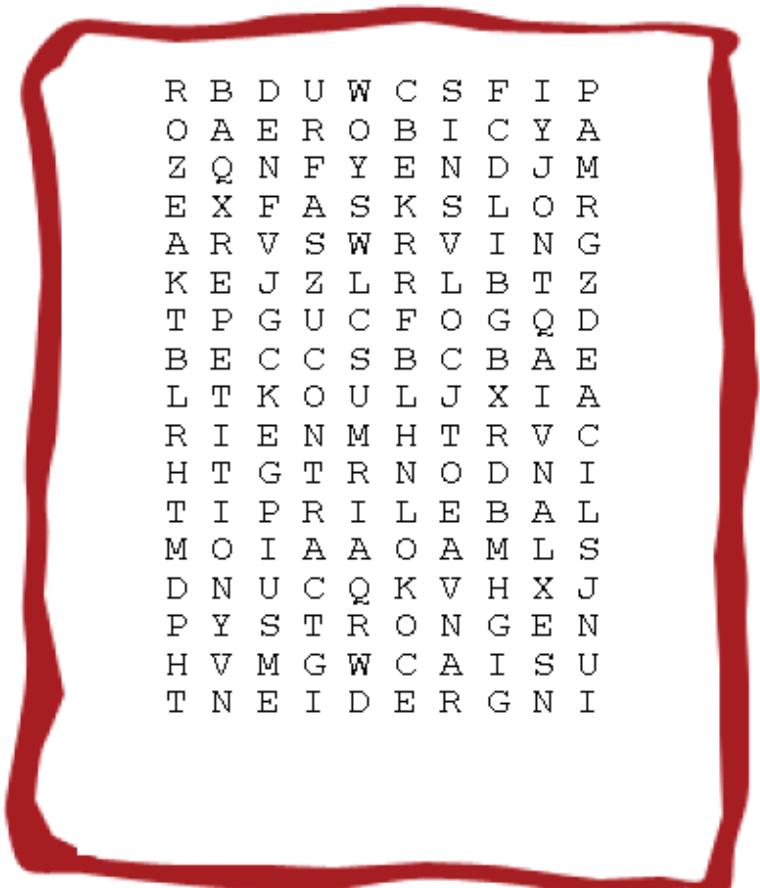 R B D U W C S F I P
O A E R O B I C Y A
Z Q N F Y E N D J M
E X F A S K S L O R
A R V S W R V I N G
K E J Z L R L B T Z
T P G U C F O G Q D
B E C C S B C B A E
L T K O U L J X I A
R I E N M H T R V C
H T G T R N O D N I
T I P R I L E B A L
M O I A A O A M L S
D N U C Q K V H X J
P Y S T R O N G E N
H V M G W C A I S U
T N E I D E R G N I